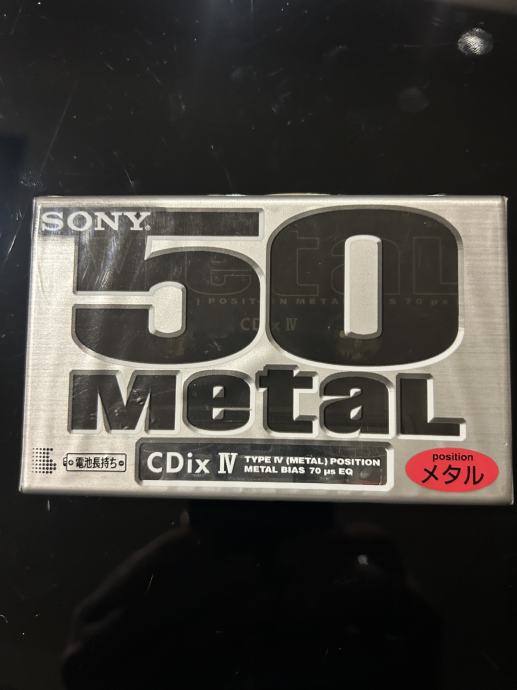 SONY®
50
Metal
電池長持ち
CDix IV
TYPE IV (METAL) POSITION
METAL BIAS 70 µs EQ
position
メタル